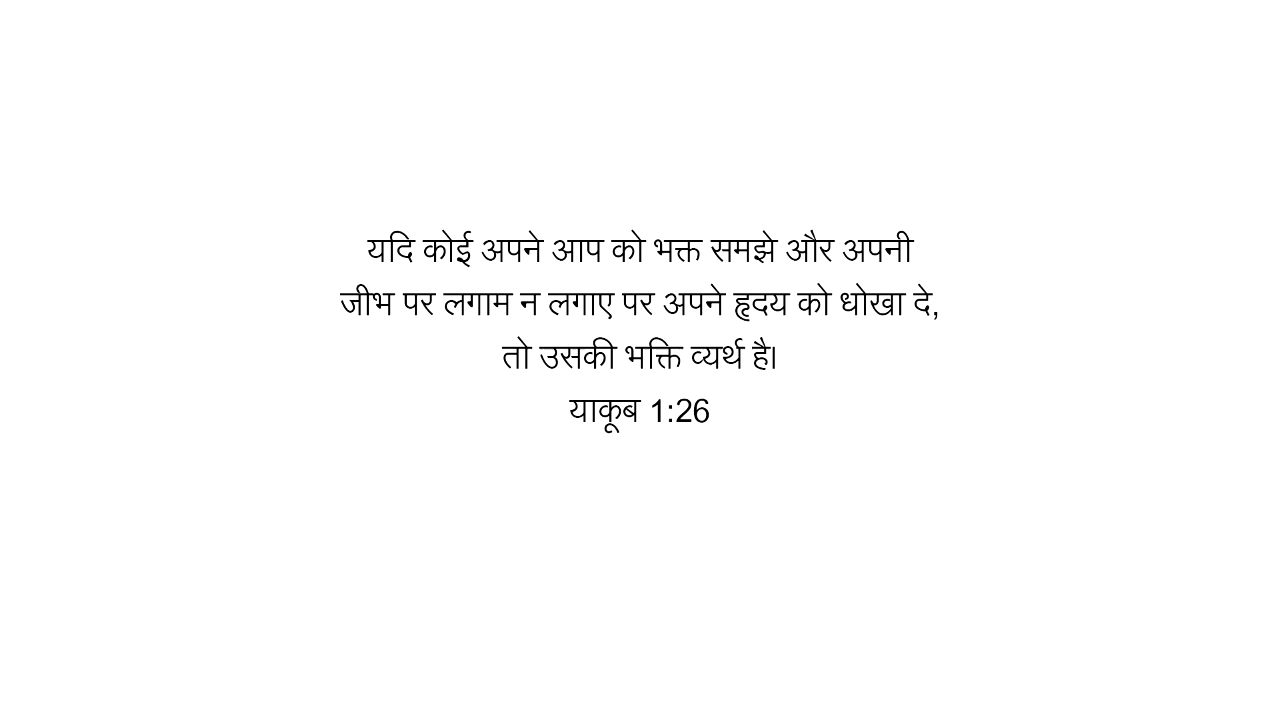 यदि कोई अपने आप को भक्त समझे और अपनी
जीभ पर लगाम न लगाए पर अपने हृदय को धोखा दे,
तो उसकी भक्ति व्यर्थ है।
याकूब 1:26